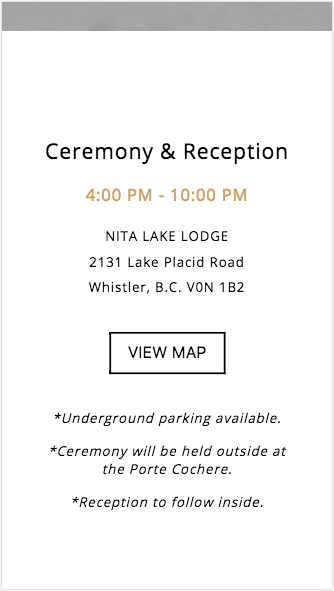 Ceremony & Reception
4:00 PM - 10:00 PM
NITA LAKE LODGE
2131 Lake Placid Road
Whistler, B.C. V0N 1B2
VIEW MAP
*Underground parking available.
*Ceremony will be held outside at
the Porte Cochere.
*Reception to follow inside.